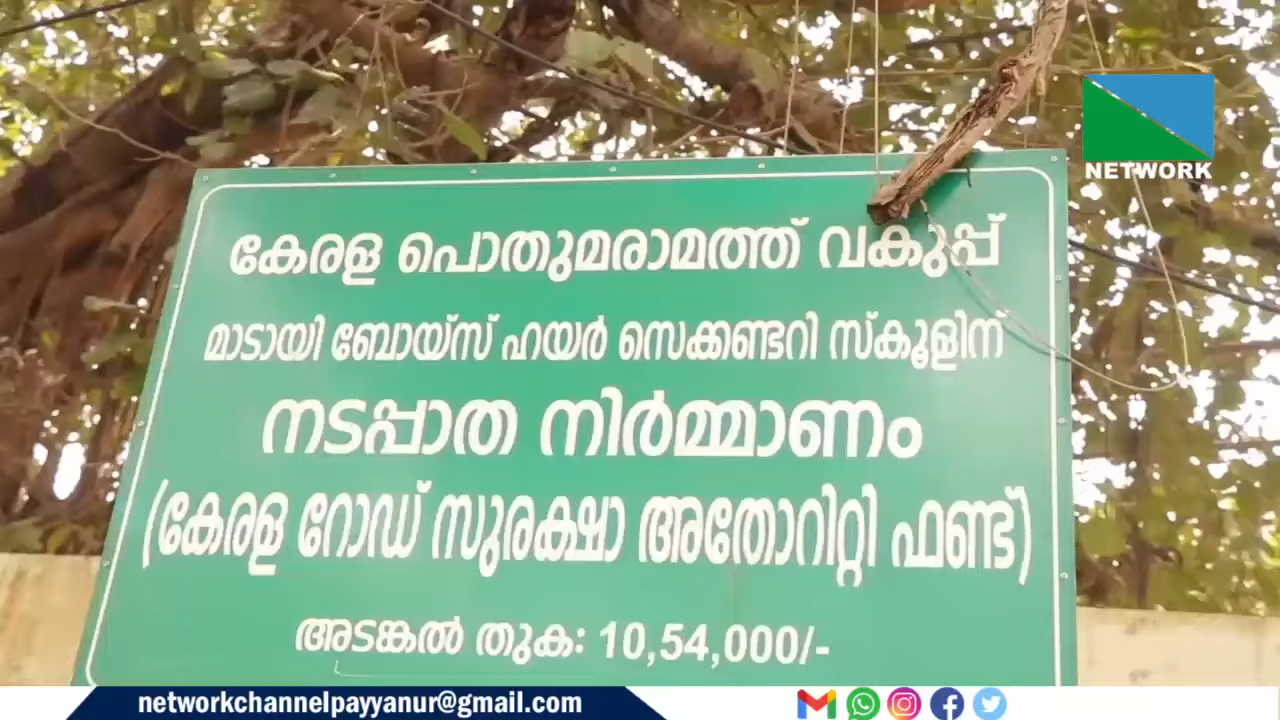 NETWORK
കേരള പൊതുമരാമത്ത് വകുപ്പ്
മാടായി ബോയ്സ് ഹയർ സെക്കണ്ടറി സ്കൂളിന്
നടപ്പാത നിർമ്മാണം
(കേരള റോഡ് സുരക്ഷാ അതോറിറ്റി ഫണ്ട്)
അടങ്കൽ തുക: 10,54,000/-
networkchannelpayyanur@gmail.com